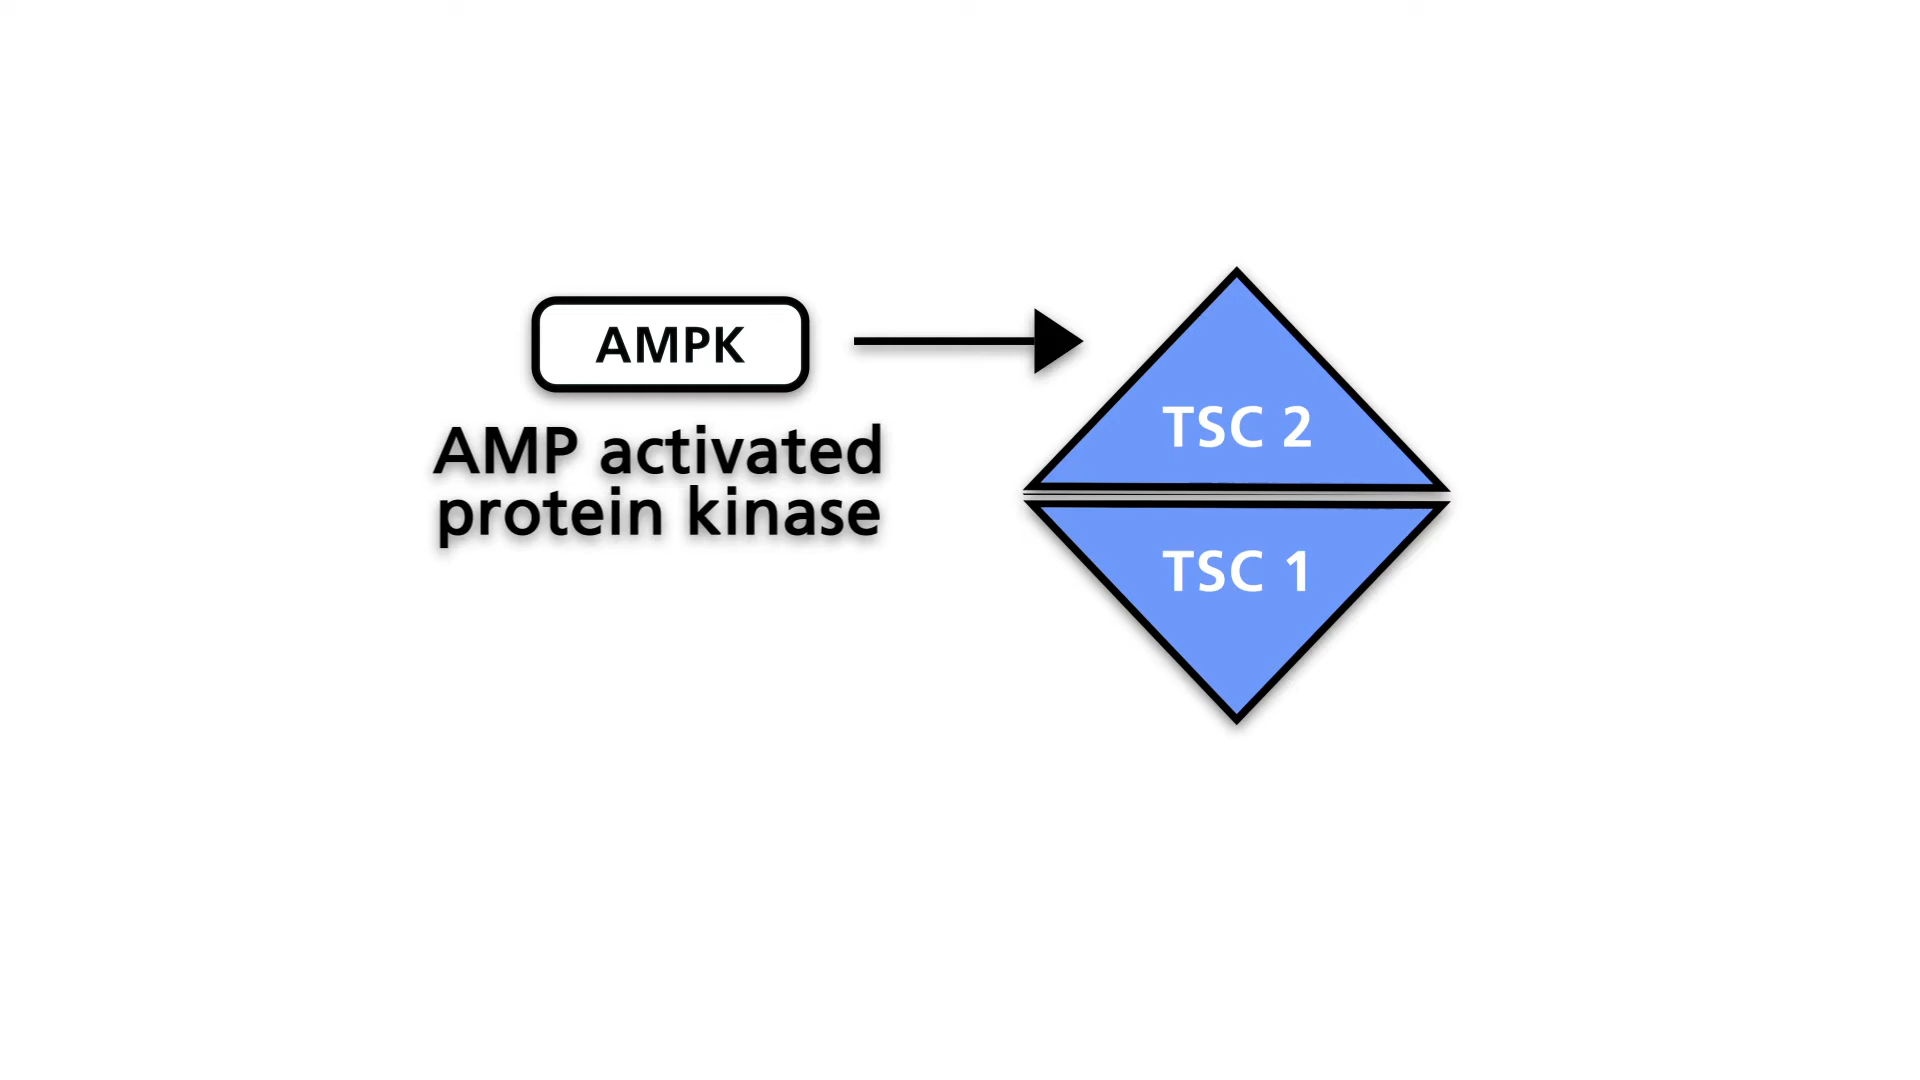 AMPK
AMP activated
protein kinase
TSC 2
TSC 1